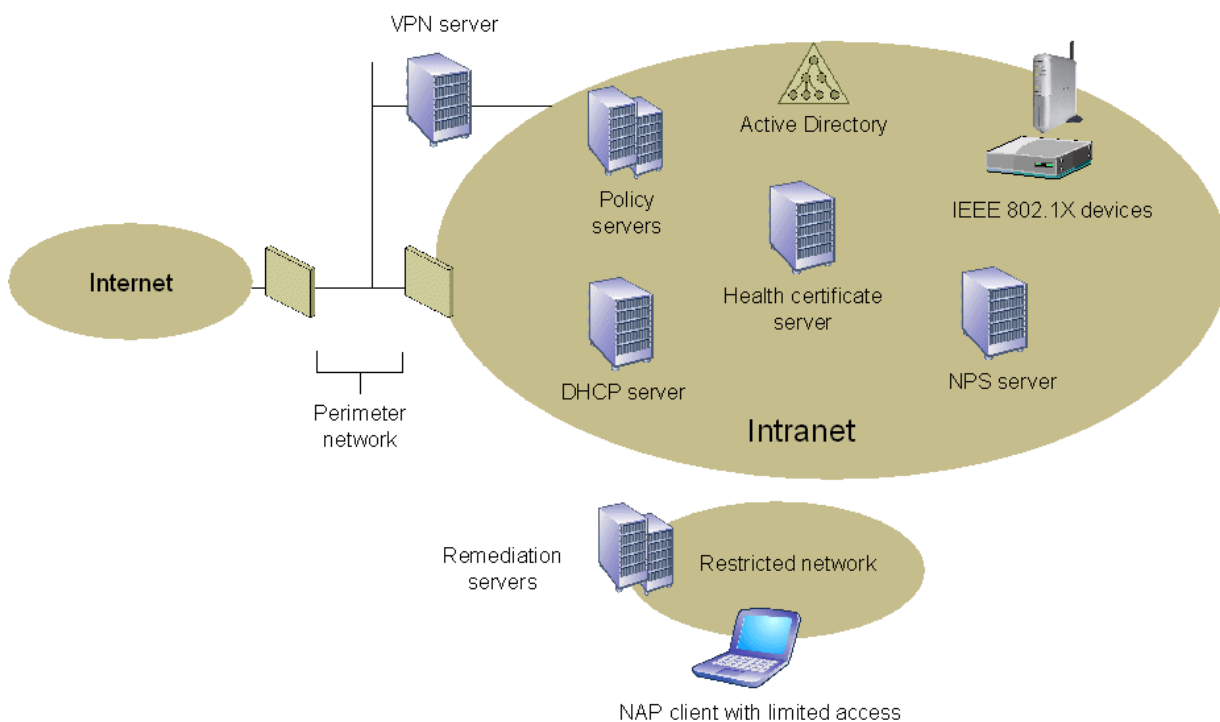 VPN server
Active Directory
Policy
servers
IEEE 802.1X devices
Internet
Health certificate
server
DHCP server
NPS server
Perimeter
network
Intranet
Remediation
servers
Restricted network
NAP client with limited access